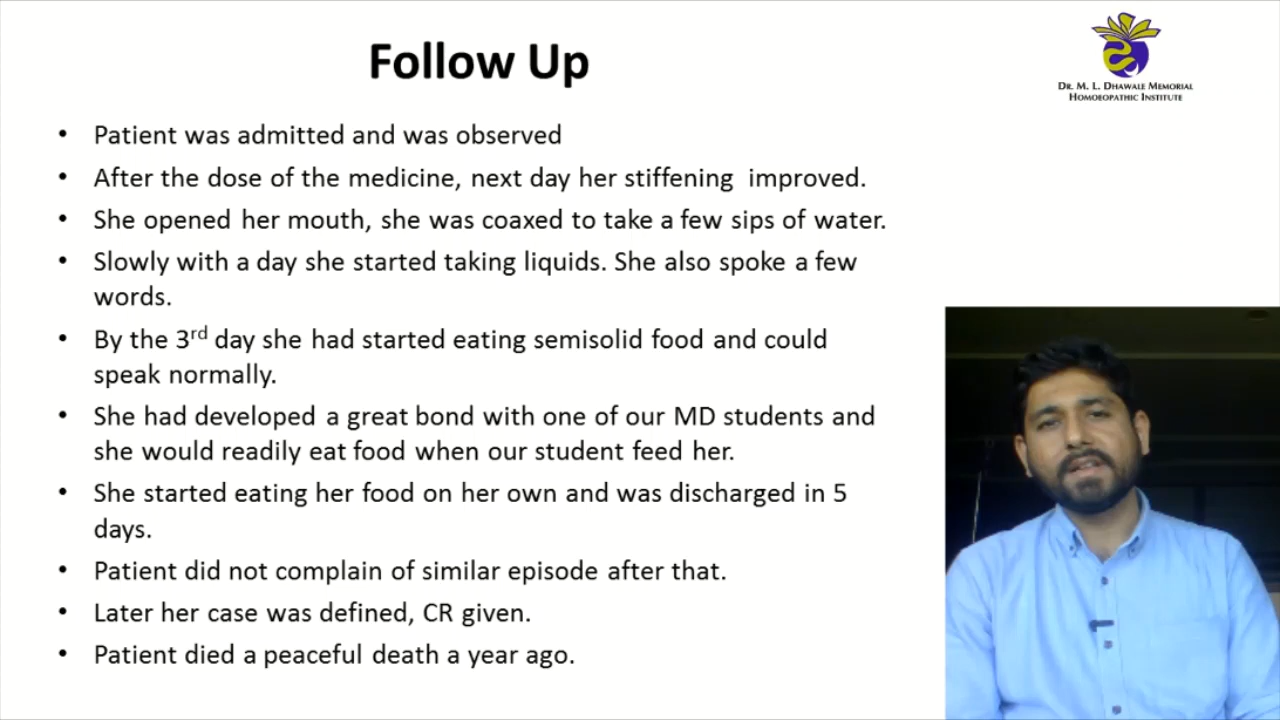 Follow Up
DR. M. L. DHAWALE MEMORIAL
HOMOEOPATHIC INSTITUTE
• Patient was admitted and was observed
• After the dose of the medicine, next day her stiffening  improved.
• She opened her mouth, she was coaxed to take a few sips of water.
• Slowly with a day she started taking liquids. She also spoke a few
words.
• By the 3rd day she had started eating semisolid food and could
speak normally.
• She had developed a great bond with one of our MD students and
she would readily eat food when our student feed her.
• She started eating her food on her own and was discharged in 5
days.
• Patient did not complain of similar episode after that.
• Later her case was defined, CR given.
• Patient died a peaceful death a year ago.